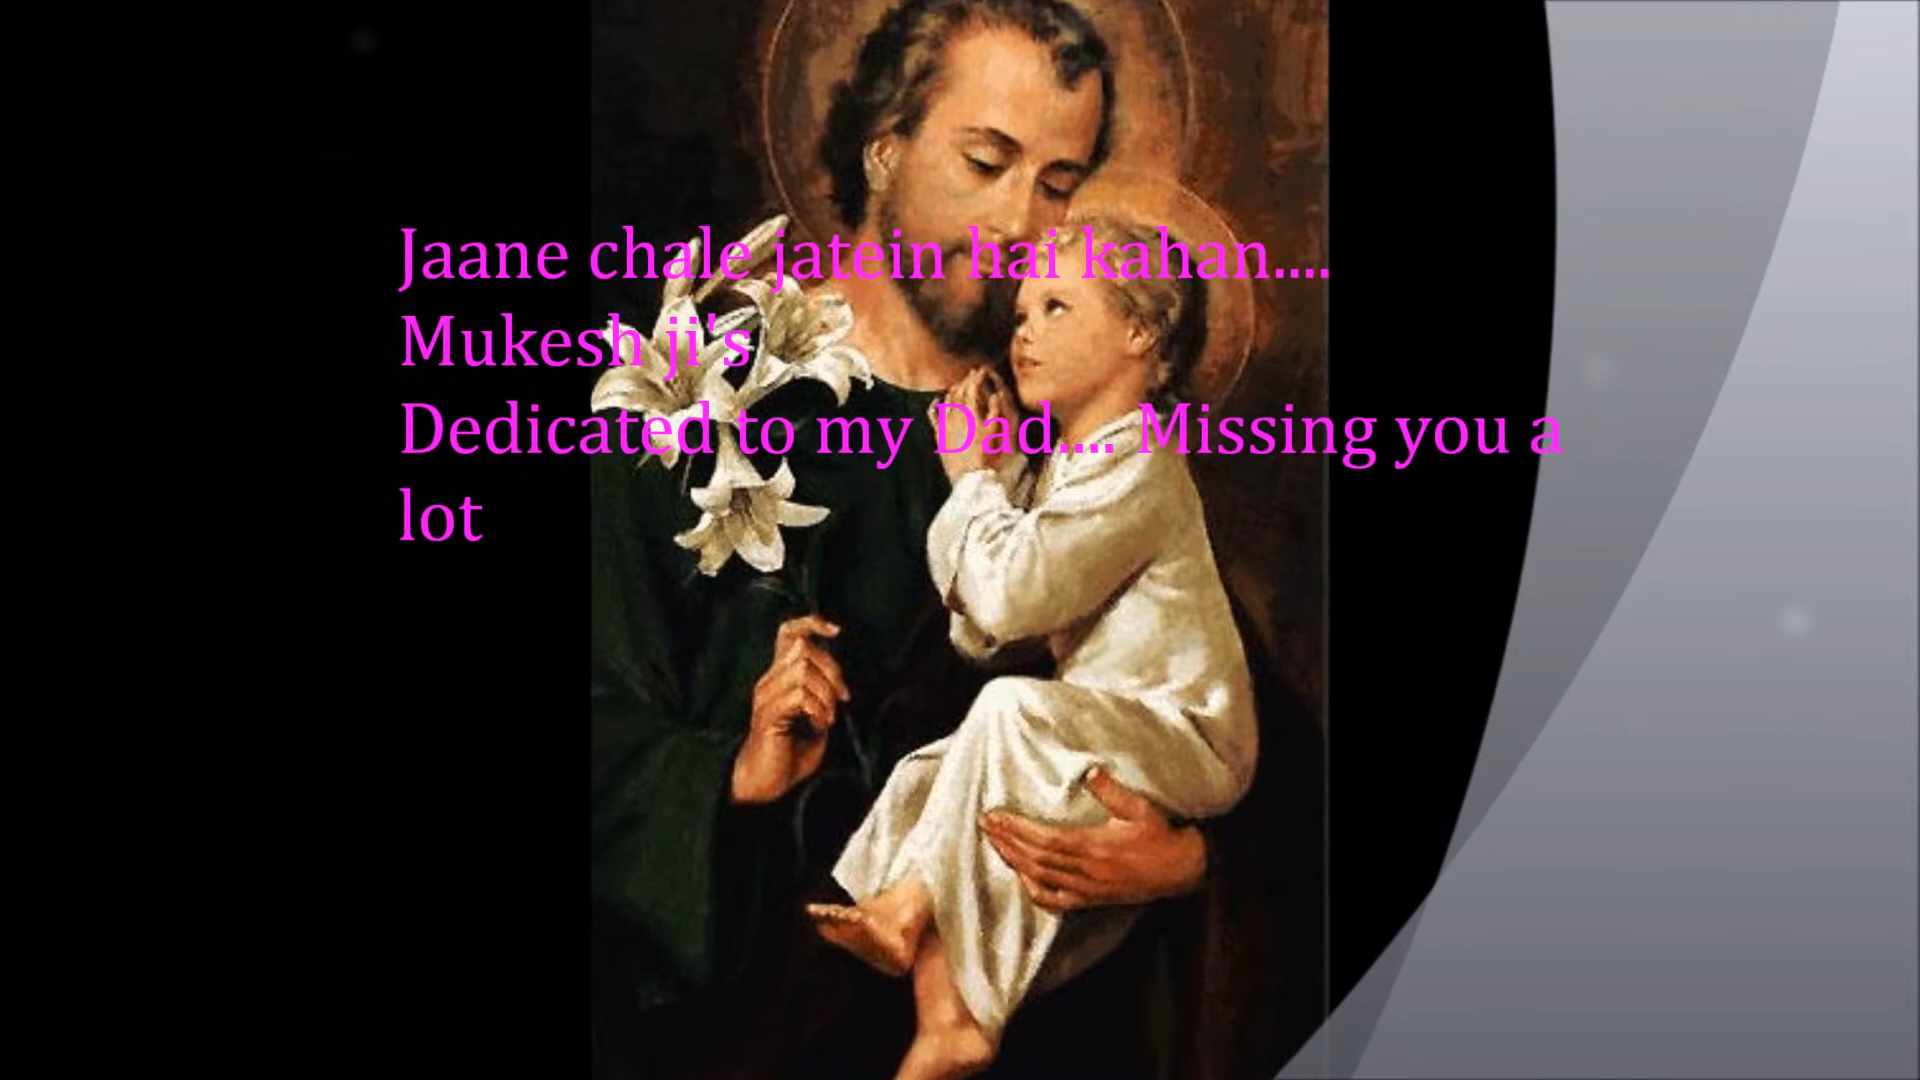 Jaane chale jatein hai kahan....
Mukesh ji's
Dedicated to my Dad.... Missing you a
lot